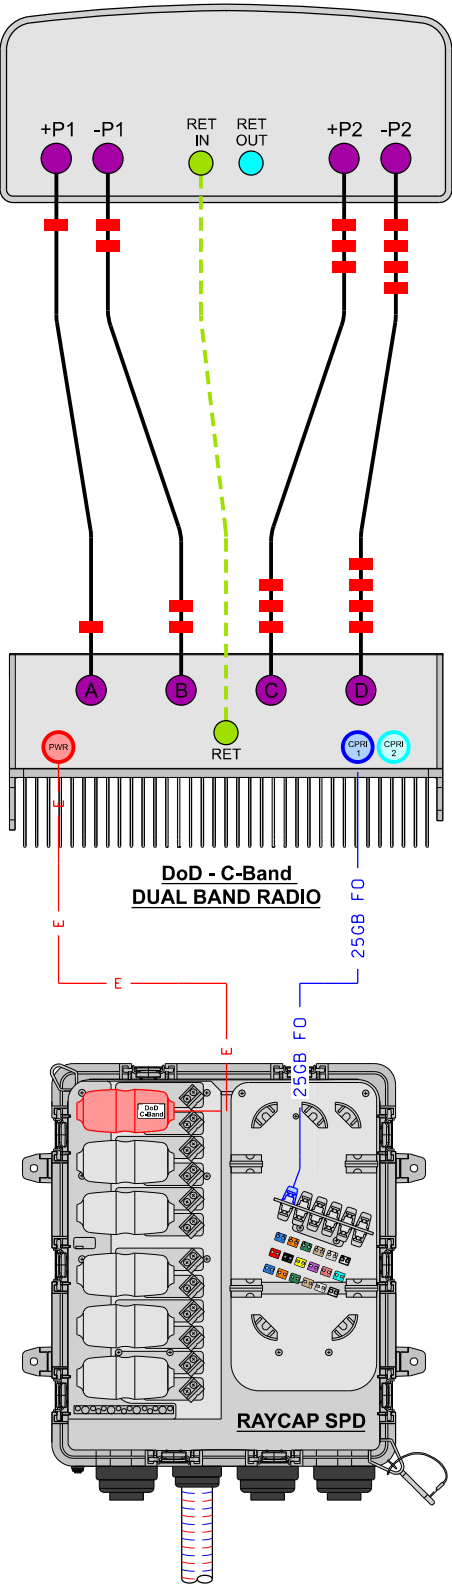 +P1 -P1 RET IN RET OUT +P2 -P2
A B C D
PWR
RET
CPRI 1
CPRI 2
E
DoD - C-Band
DUAL BAND RADIO
E
25GB FO
E
25GB FO
E
DoD
C-Band
RAYCAP SPD